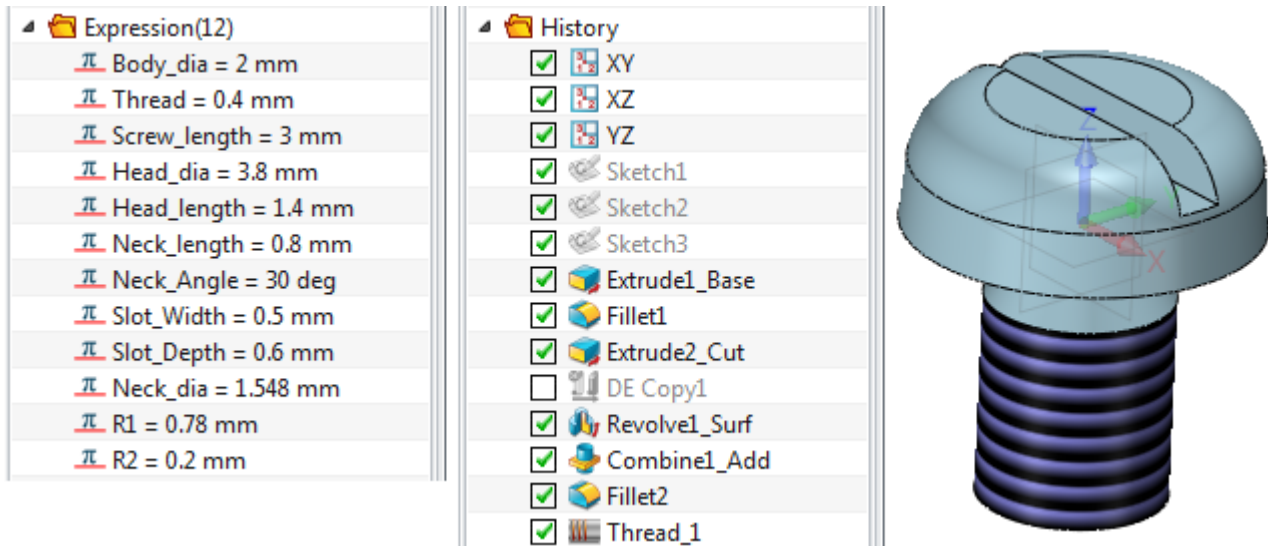 Expression(12)
π Body_dia = 2 mm
π Thread = 0.4 mm
π Screw_length = 3 mm
π Head_dia = 3.8 mm
π Head_length = 1.4 mm
π Neck_length = 0.8 mm
π Neck_Angle = 30 deg
π Slot_Width = 0.5 mm
π Slot_Depth = 0.6 mm
π Neck_dia = 1.548 mm
π R1 = 0.78 mm
π R2 = 0.2 mm
History
XY
XZ
YZ
Sketch1
Sketch2
Sketch3
Extrude1_Base
Fillet1
Extrude2_Cut
DE Copy1
Revolve1_Surf
Combine1_Add
Fillet2
Thread_1
Z
X